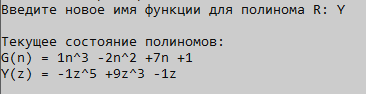 Введите новое имя функции для полинома R: Y
Текущее состояние полиномов:
G(n) = 1n^3 -2n^2 +7n +1
Y(z) = -1z^5 +9z^3 -1z